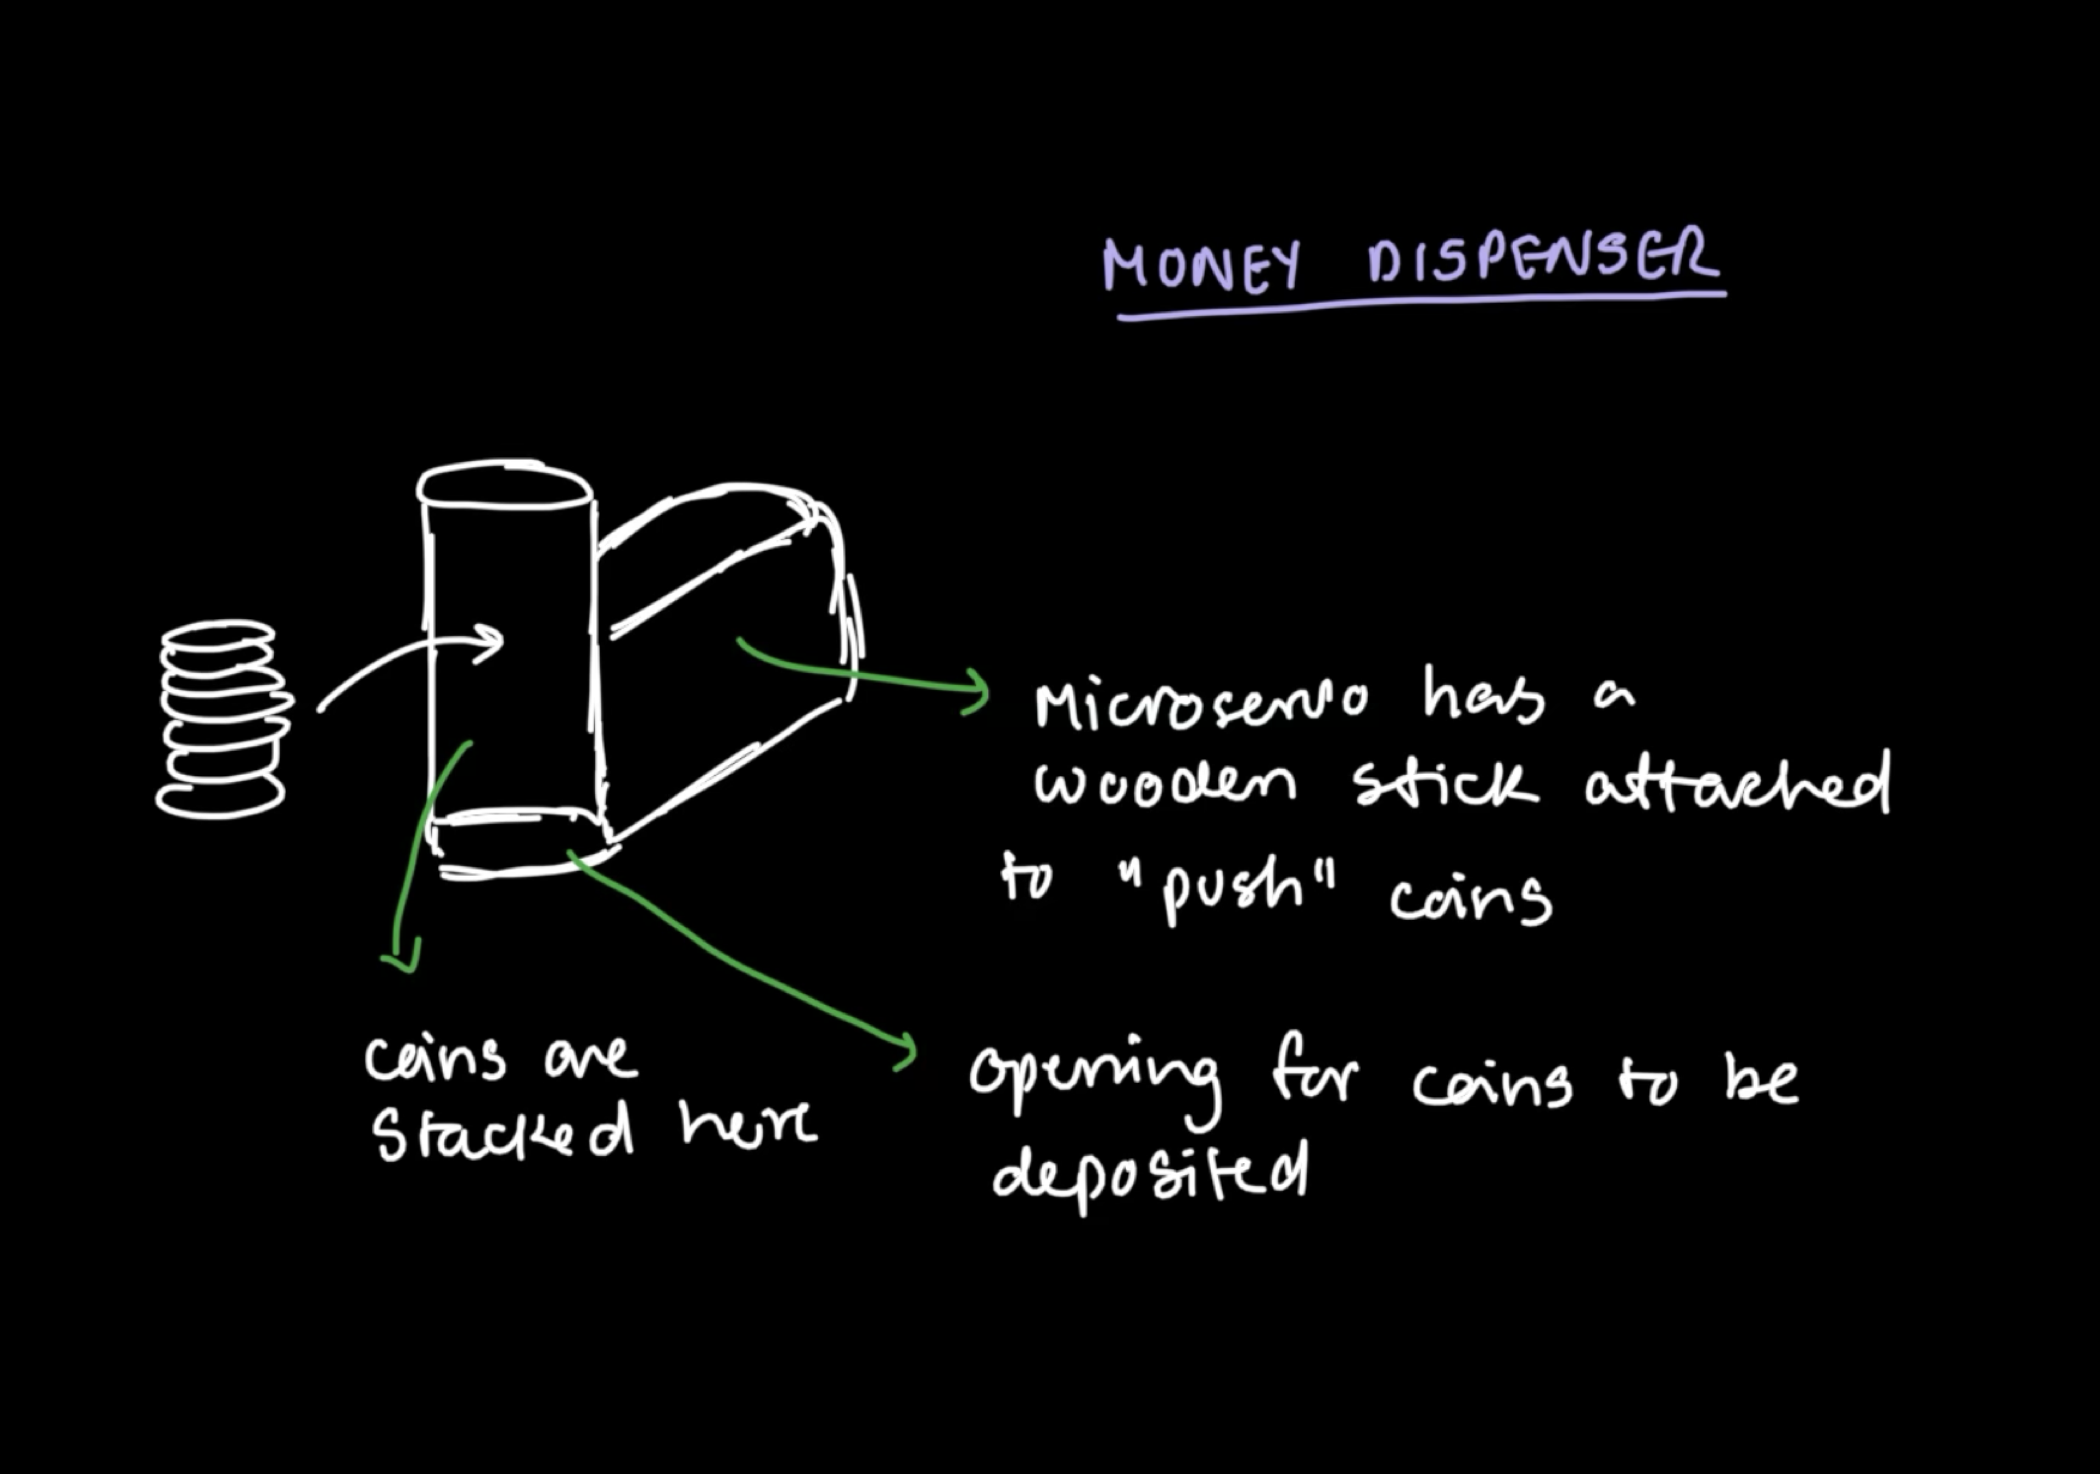 MONEY DISPENSER
Microservo has a
wooden stick attached
to "push" coins
coins are
stacked here
opening for coins to be
deposited